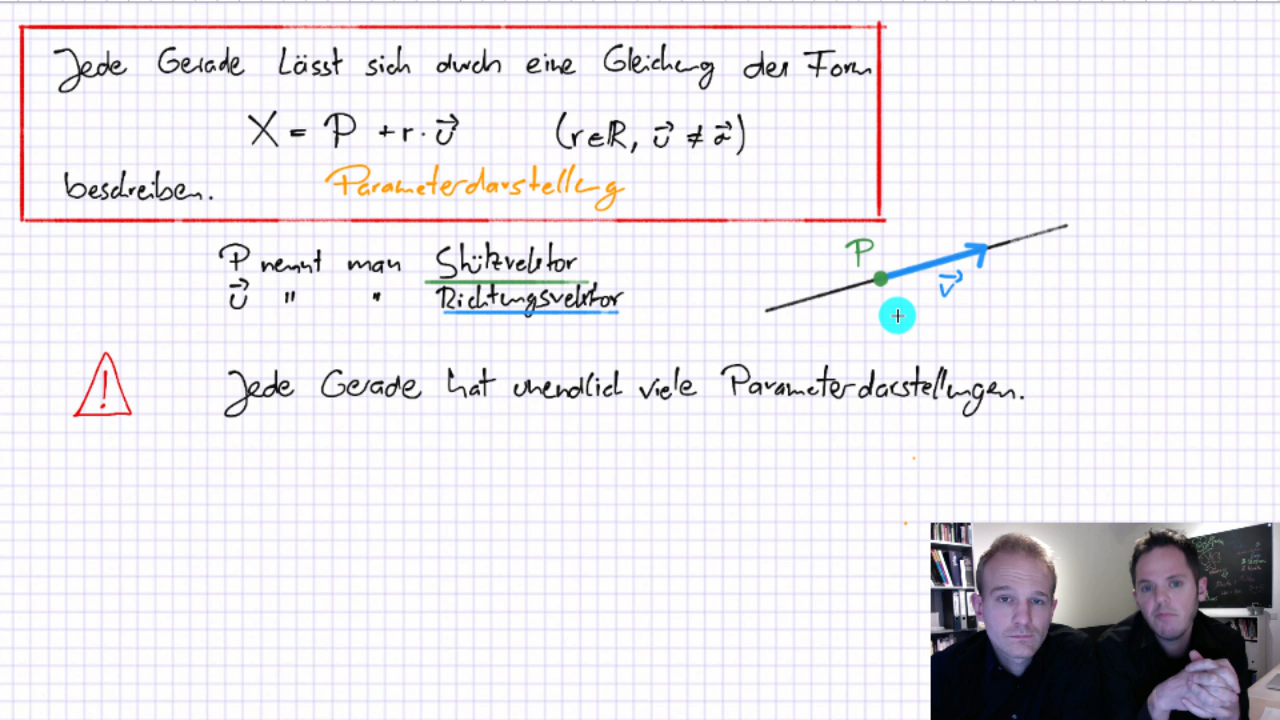 Jede Gerade lässt sich durch eine Gleichung der Form
X = P + r · v⃗ (r ∈ ℝ, v⃗ ≠ o⃗)
beschreiben. Parameterdarstellung
P nennt man Stützvektor
v⃗ " " Richtungsvektor
P
v⃗
!
Jede Gerade hat unendlich viele Parameterdarstellungen.